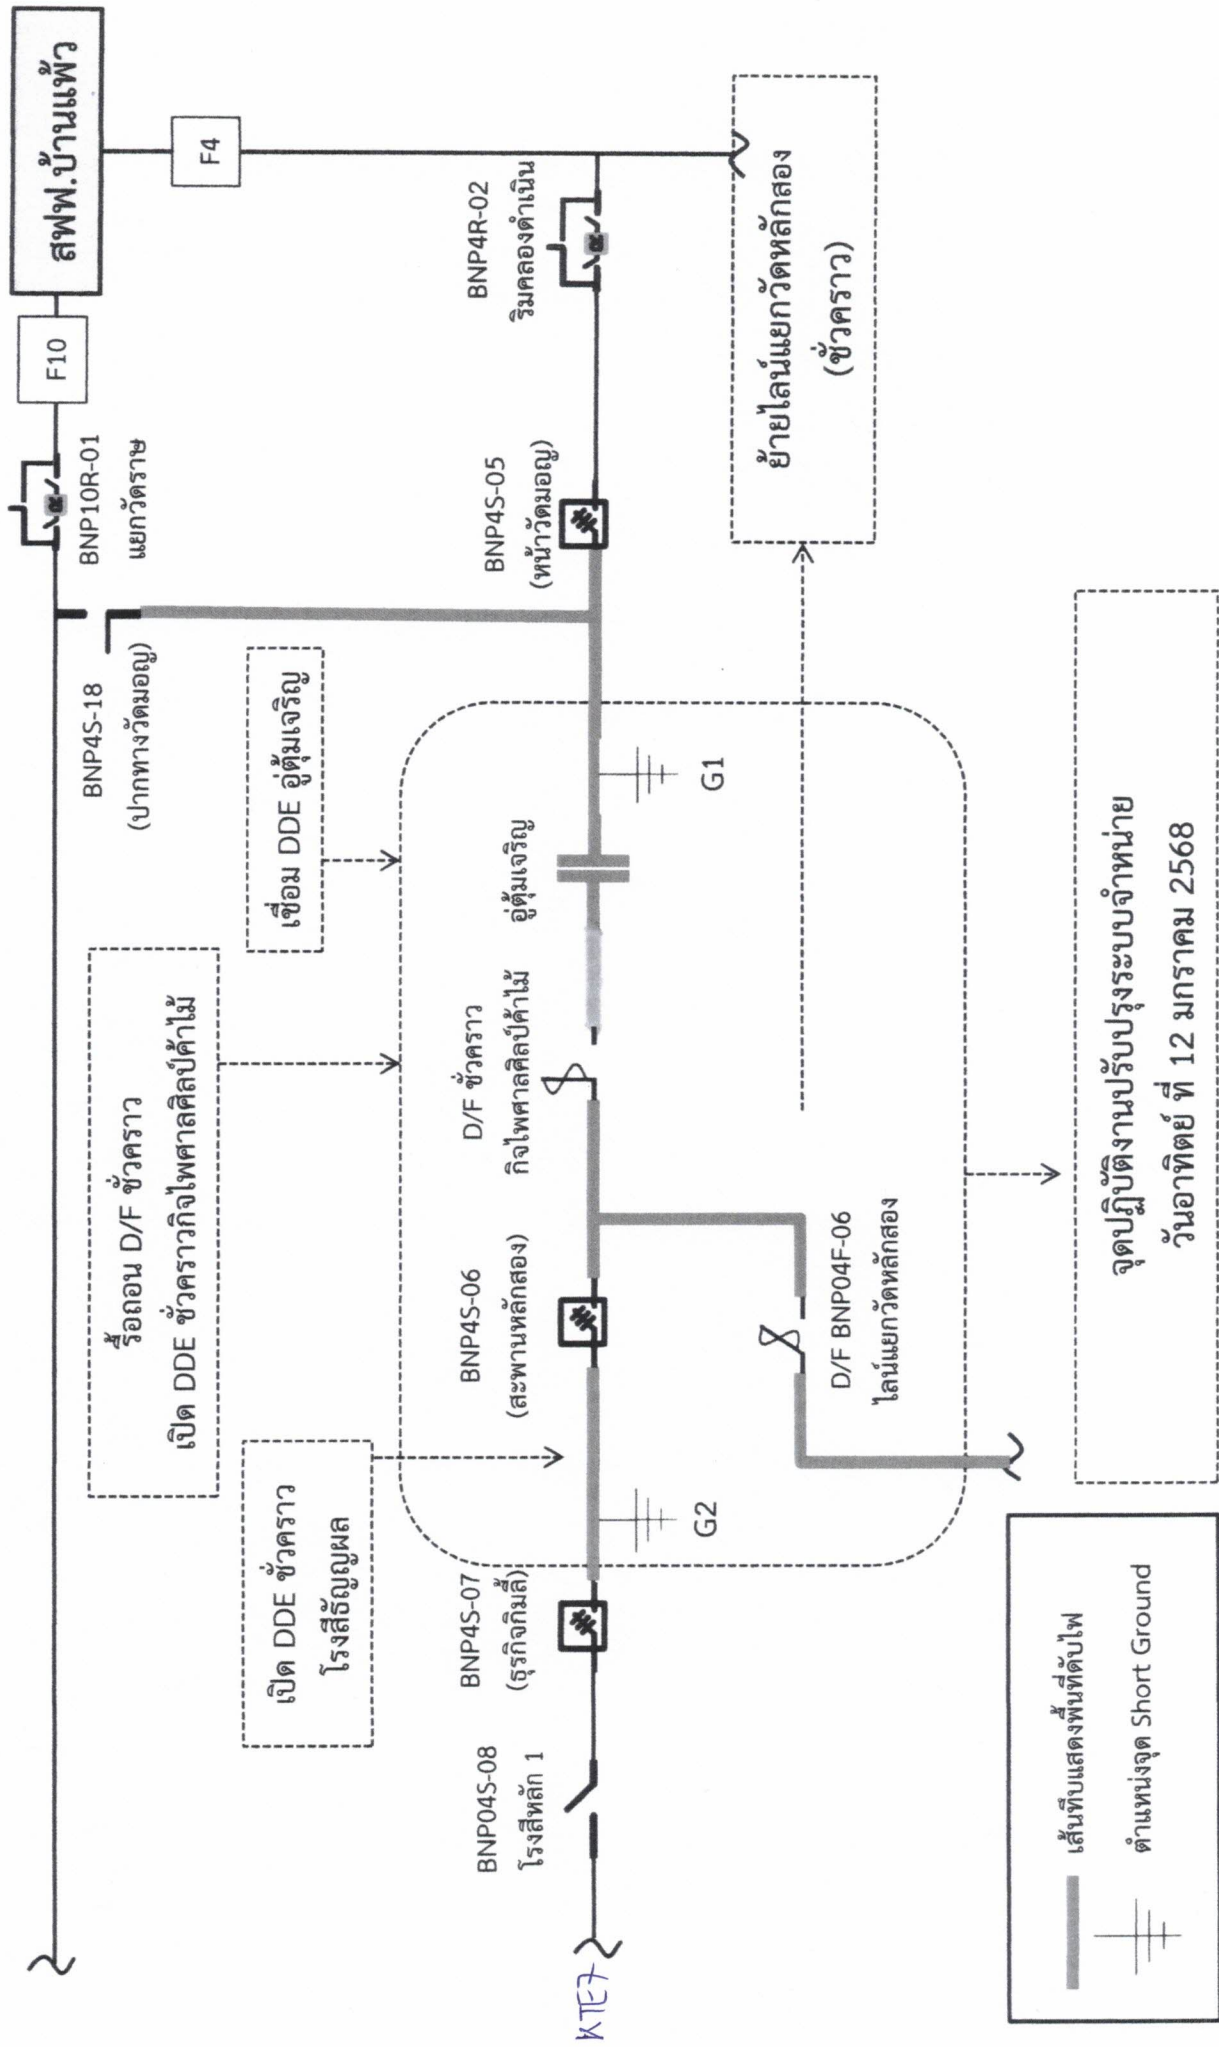 สฟฟ.บ้านแพ้ว
F10
F4
BNP10R-01
แยกวัดราษ
BNP4S-18
(ปากทางวัดมอญ)
BNP4R-02
ริมคลองดำเนิน
BNP4S-05
(หน้าวัดมอญ)
ย้ายไลน์แยกวัดหลักสอง
(ชั่วคราว)
เชื่อม DDE อู่ตุ้มเจริญ
รื้อถอน D/F ชั่วคราว
เปิด DDE ชั่วคราวกิจไพศาลศิลป์ค้าไม้
เปิด DDE ชั่วคราว
โรงสีธัญญผล
G1
อู่ตุ้มเจริญ
D/F ชั่วคราว
กิจไพศาลศิลป์ค้าไม้
BNP4S-06
(สะพานหลักสอง)
D/F BNP04F-06
ไลน์แยกวัดหลักสอง
G2
BNP4S-07
(ธุรกิจกิมลี้)
BNP04S-08
โรงสีหลัก 1
KTE7
จุดปฏิบัติงานปรับปรุงระบบจำหน่าย
วันอาทิตย์ ที่ 12 มกราคม 2568
เส้นทึบแสดงพื้นที่ดับไฟ
ตำแหน่งจุด Short Ground